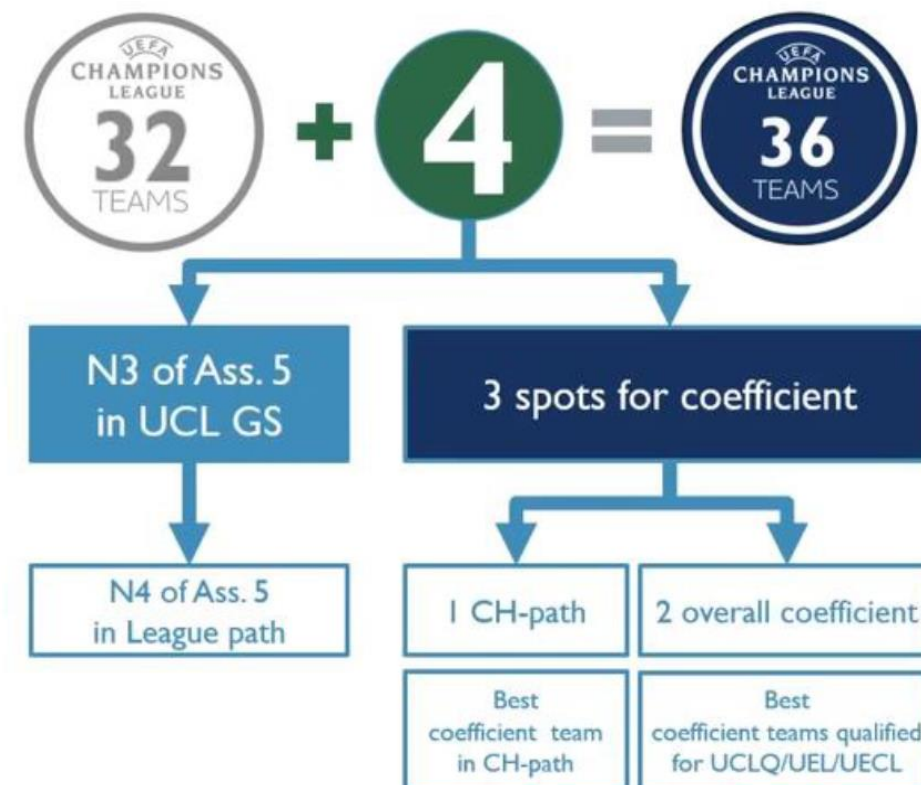 UEFA
CHAMPIONS
LEAGUE
32
TEAMS
+
4
=
UEFA
CHAMPIONS
LEAGUE
36
TEAMS
N3 of Ass. 5
in UCL GS
3 spots for coefficient
N4 of Ass. 5
in League path
1 CH-path
2 overall coefficient
Best
coefficient team
in CH-path
Best
coefficient teams qualified
for UCLQ/UEL/UECL